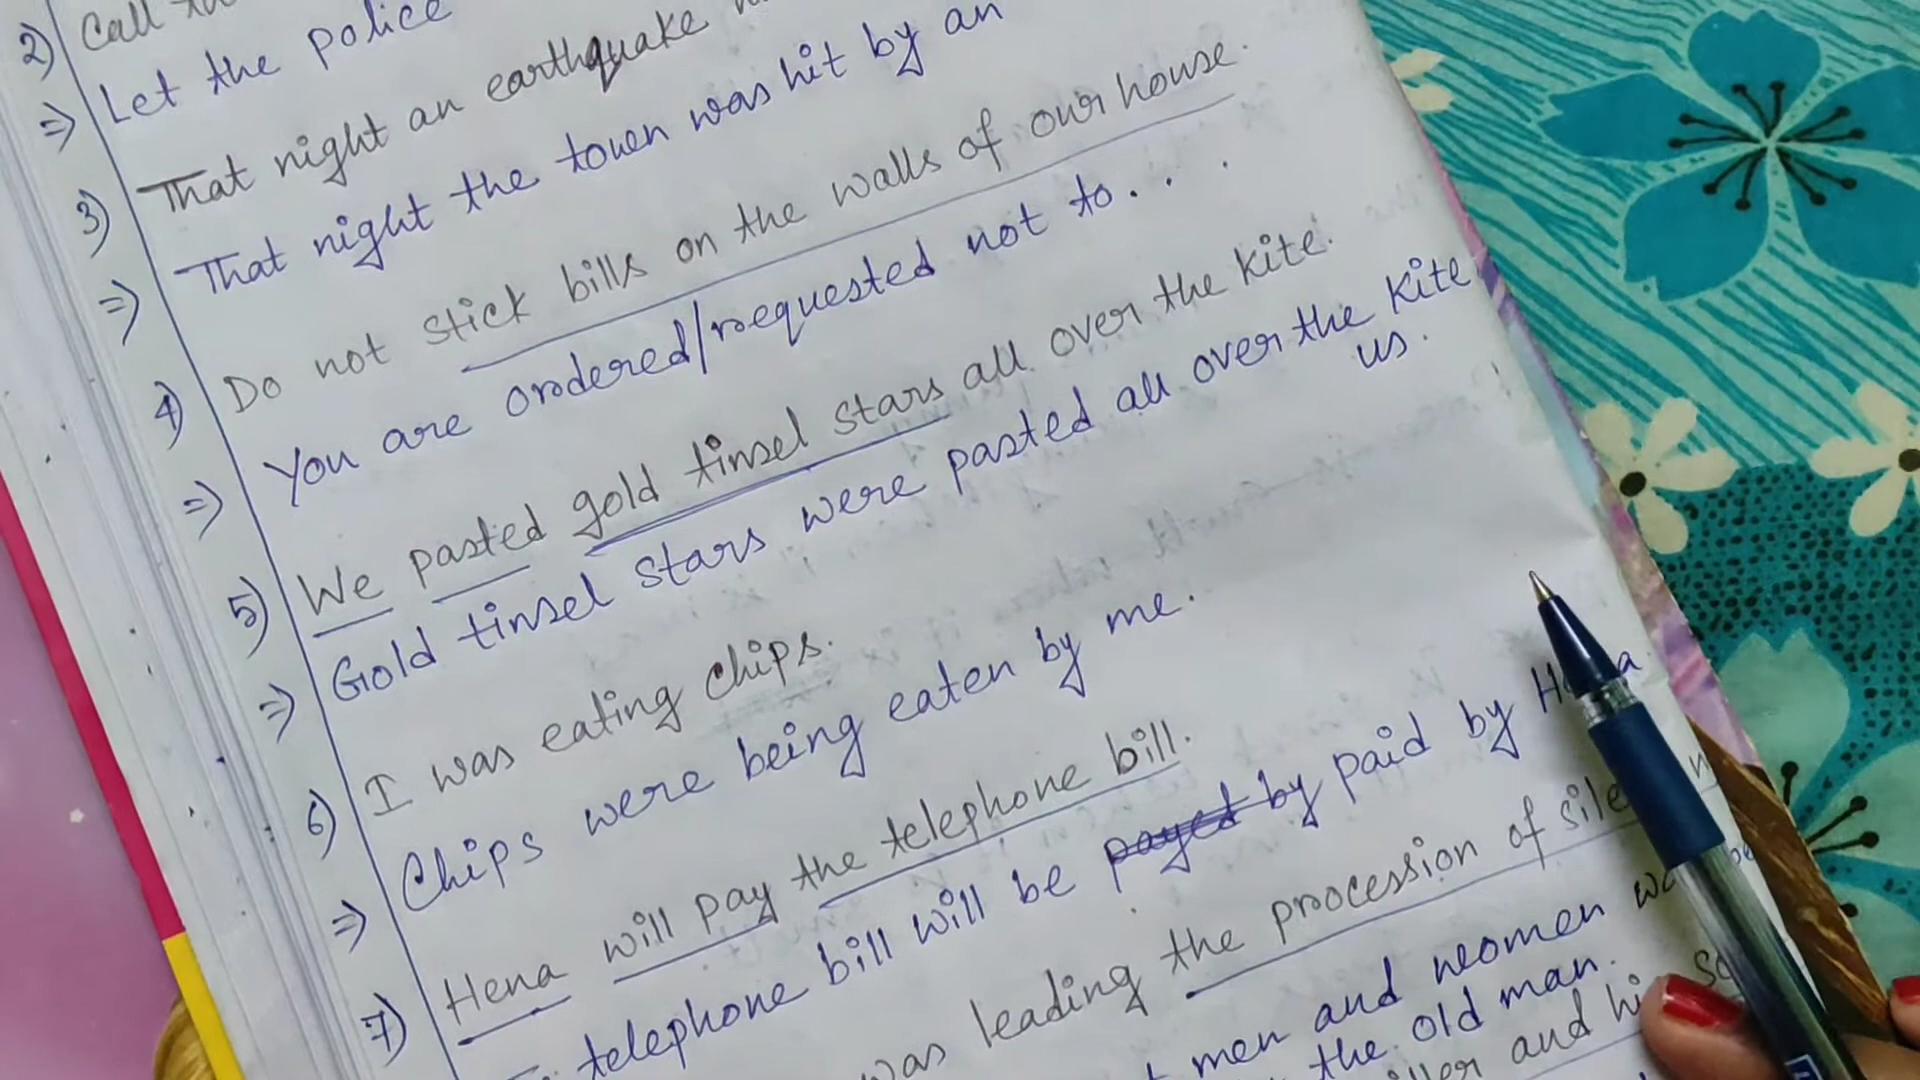 2) Call
=> Let the police
3) That night an earthquake
=> That night the town was hit by an
4) Do not stick bills on the walls of our house.
=> You are ordered/requested not to. . .
5) We pasted gold tinsel stars all over the kite.
=> Gold tinsel stars were pasted all over the kite
us.
6) I was eating chips.
=> Chips were being eaten by me.
7) Hena will pay the telephone bill.
telephone bill will be payed by paid by
was leading the procession of
men and women
the old man.
and